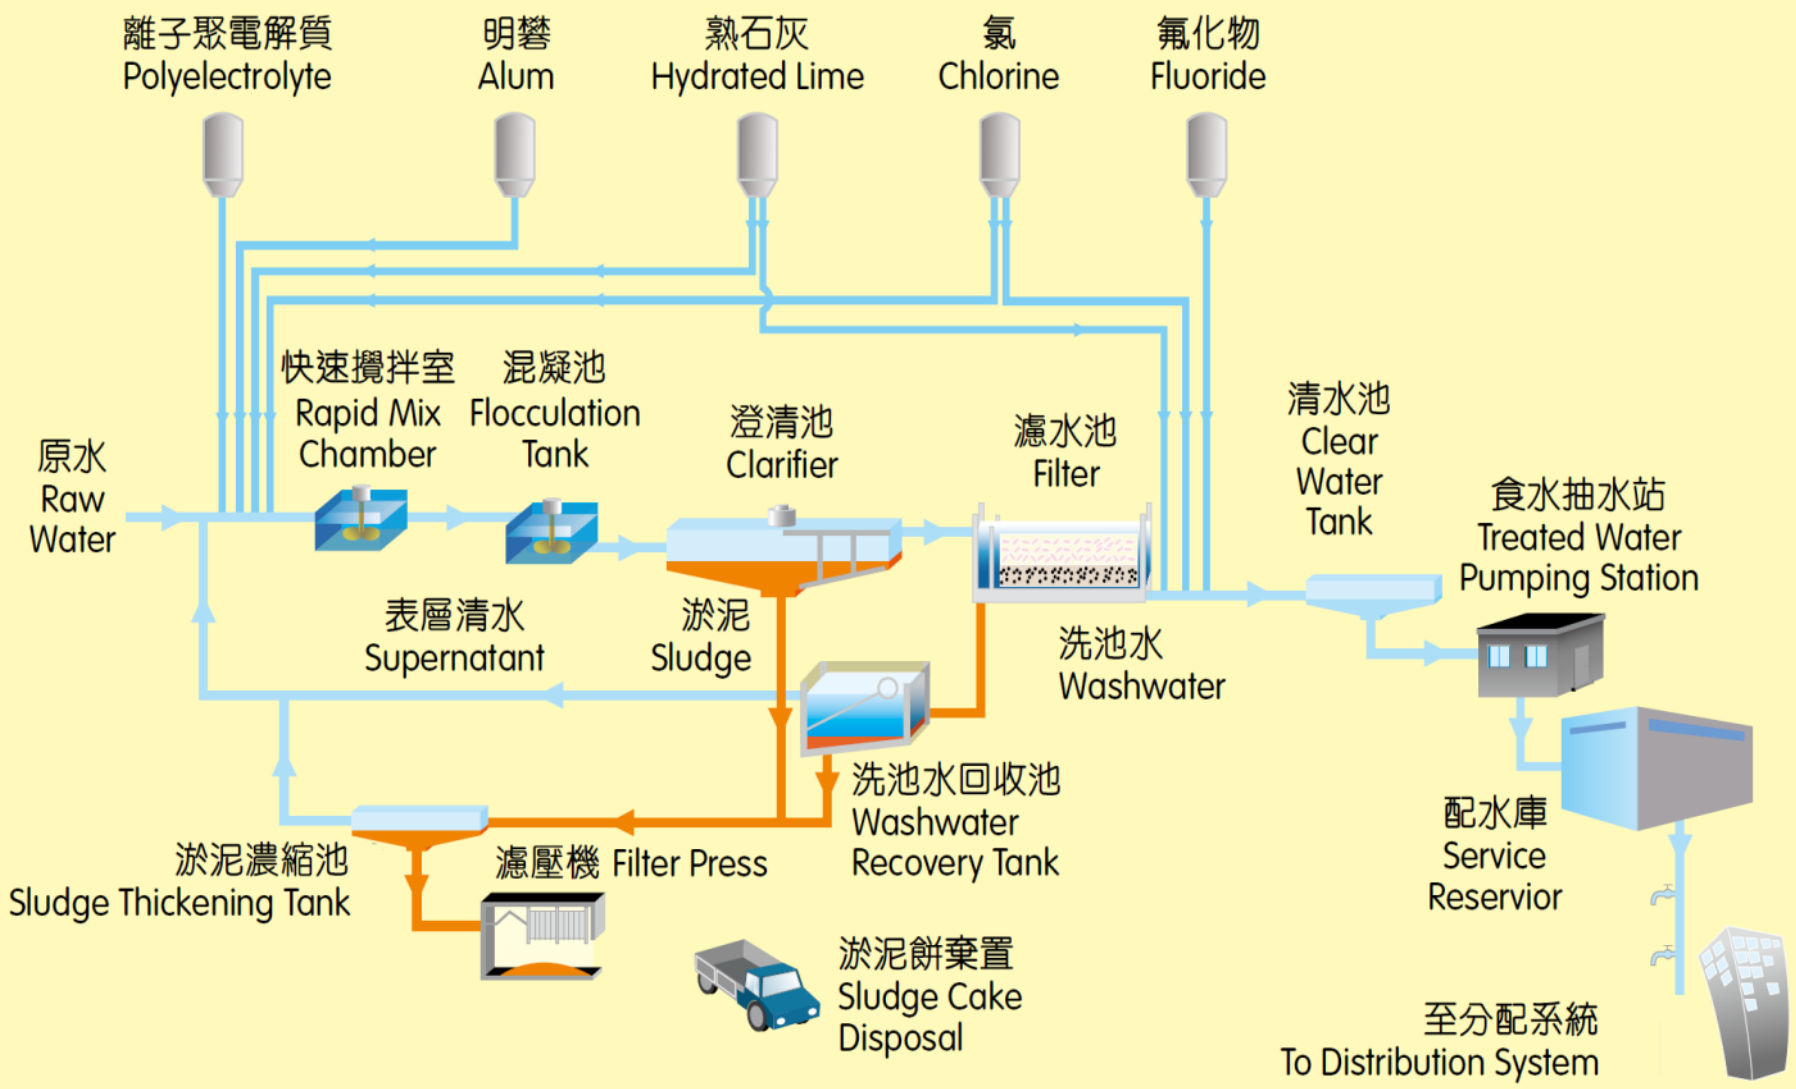 離子聚電解質
Polyelectrolyte
明礬
Alum
熟石灰
Hydrated Lime
氯
Chlorine
氟化物
Fluoride
快速攪拌室
Rapid Mix
Chamber
混凝池
Flocculation
Tank
澄清池
Clarifier
濾水池
Filter
清水池
Clear
Water
Tank
原水
Raw
Water
食水抽水站
Treated Water
Pumping Station
表層清水
Supernatant
淤泥
Sludge
洗池水
Washwater
洗池水回收池
Washwater
Recovery Tank
配水庫
Service
Reservior
淤泥濃縮池
Sludge Thickening Tank
濾壓機 Filter Press
淤泥餅棄置
Sludge Cake
Disposal
至分配系統
To Distribution System